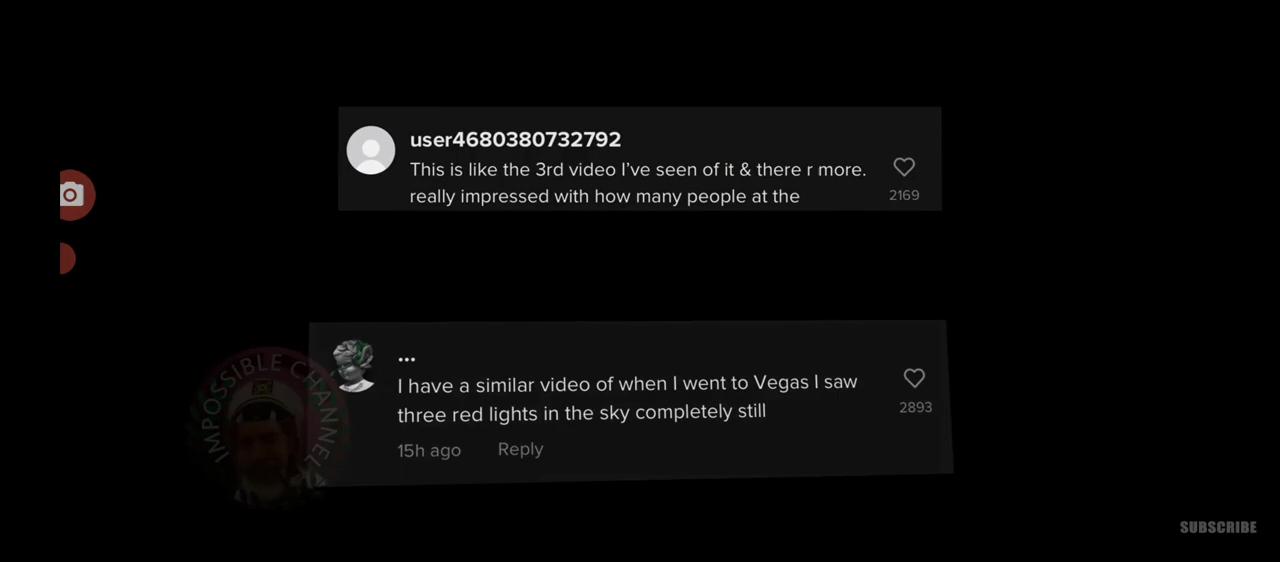 user4680380732792
This is like the 3rd video I've seen of it & there r more.
really impressed with how many people at the
2169
IMPOSSIBLE CHANNEL
...
I have a similar video of when I went to Vegas I saw
three red lights in the sky completely still
2893
15h ago Reply
SUBSCRIBE